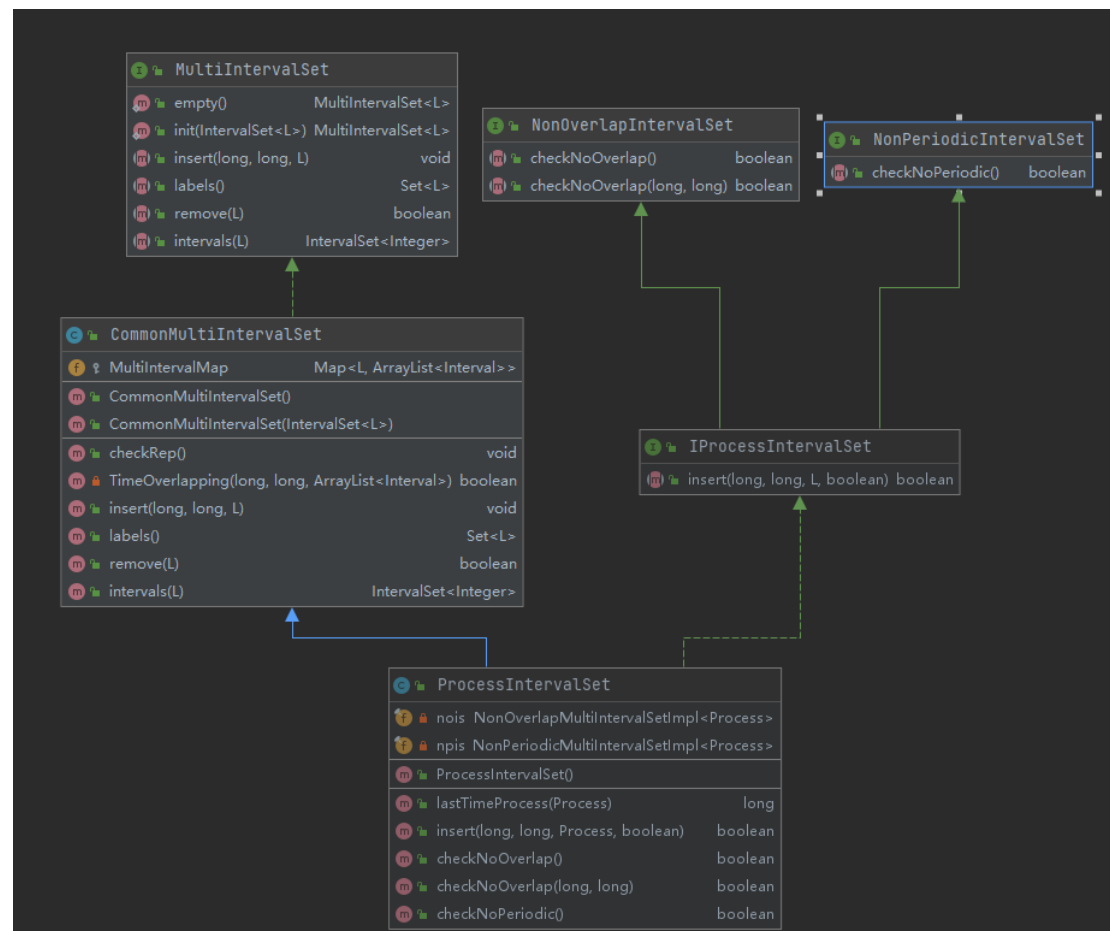 MultiIntervalSet
empty() MultiIntervalSet<L>
init(IntervalSet<L>) MultiIntervalSet<L>
insert(long, long, L) void
labels() Set<L>
remove(L) boolean
intervals(L) IntervalSet<Integer>
NonOverlapIntervalSet
checkNoOverlap() boolean
checkNoOverlap(long, long) boolean
NonPeriodicIntervalSet
checkNoPeriodic() boolean
CommonMultiIntervalSet
MultiIntervalMap Map<L, ArrayList<Interval>>
CommonMultiIntervalSet()
CommonMultiIntervalSet(IntervalSet<L>)
checkRep() void
TimeOverlapping(long, long, ArrayList<Interval>) boolean
insert(long, long, L) void
labels() Set<L>
remove(L) boolean
intervals(L) IntervalSet<Integer>
IProcessIntervalSet
insert(long, long, L, boolean) boolean
ProcessIntervalSet
nois NonOverlapMultiIntervalSetImpl<Process>
npis NonPeriodicMultiIntervalSetImpl<Process>
ProcessIntervalSet()
lastTimeProcess(Process) long
insert(long, long, Process, boolean) boolean
checkNoOverlap() boolean
checkNoOverlap(long, long) boolean
checkNoPeriodic() boolean